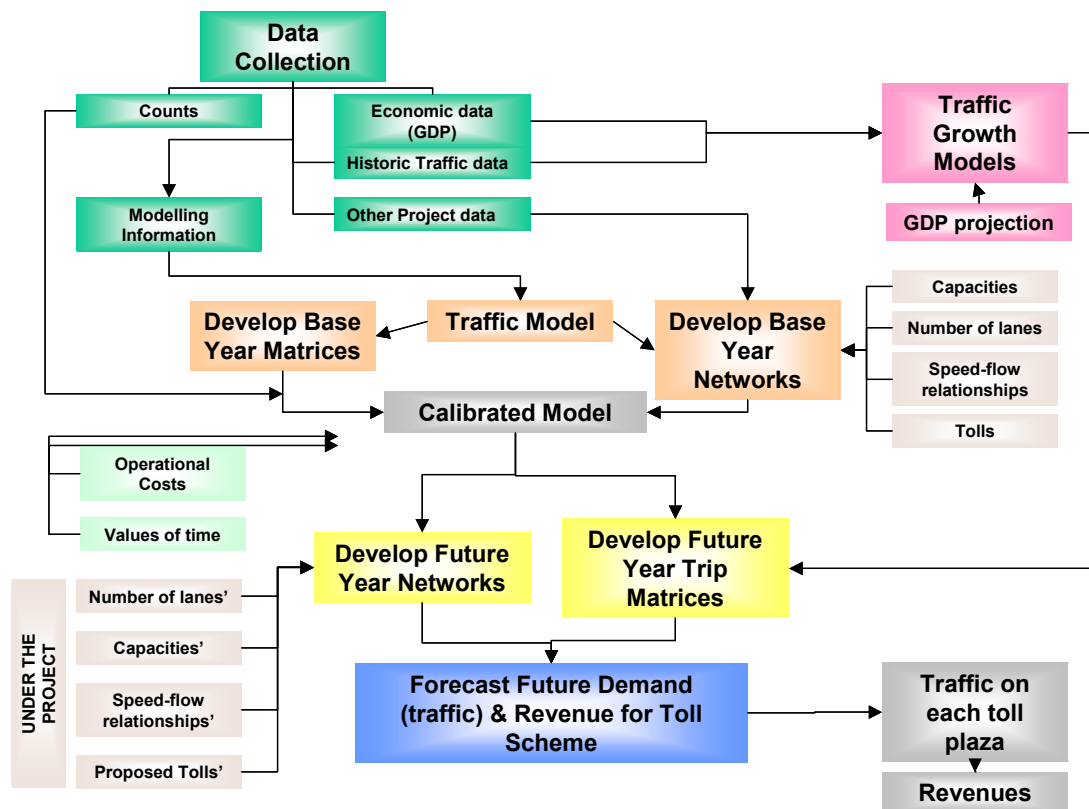 Data
Collection
Counts
Economic data
(GDP)
Historic Traffic data
Traffic
Growth
Models
Modelling
Information
Other Project data
GDP projection
Develop Base
Year Matrices
Traffic Model
Develop Base
Year
Networks
Capacities
Number of lanes
Speed-flow
relationships
Tolls
Calibrated Model
Operational
Costs
Values of time
Develop Future
Year Networks
Develop Future
Year Trip
Matrices
UNDER THE
PROJECT
Number of lanes’
Capacities’
Speed-flow
relationships’
Proposed Tolls’
Forecast Future Demand
(traffic) & Revenue for Toll
Scheme
Traffic on
each toll
plaza
Revenues